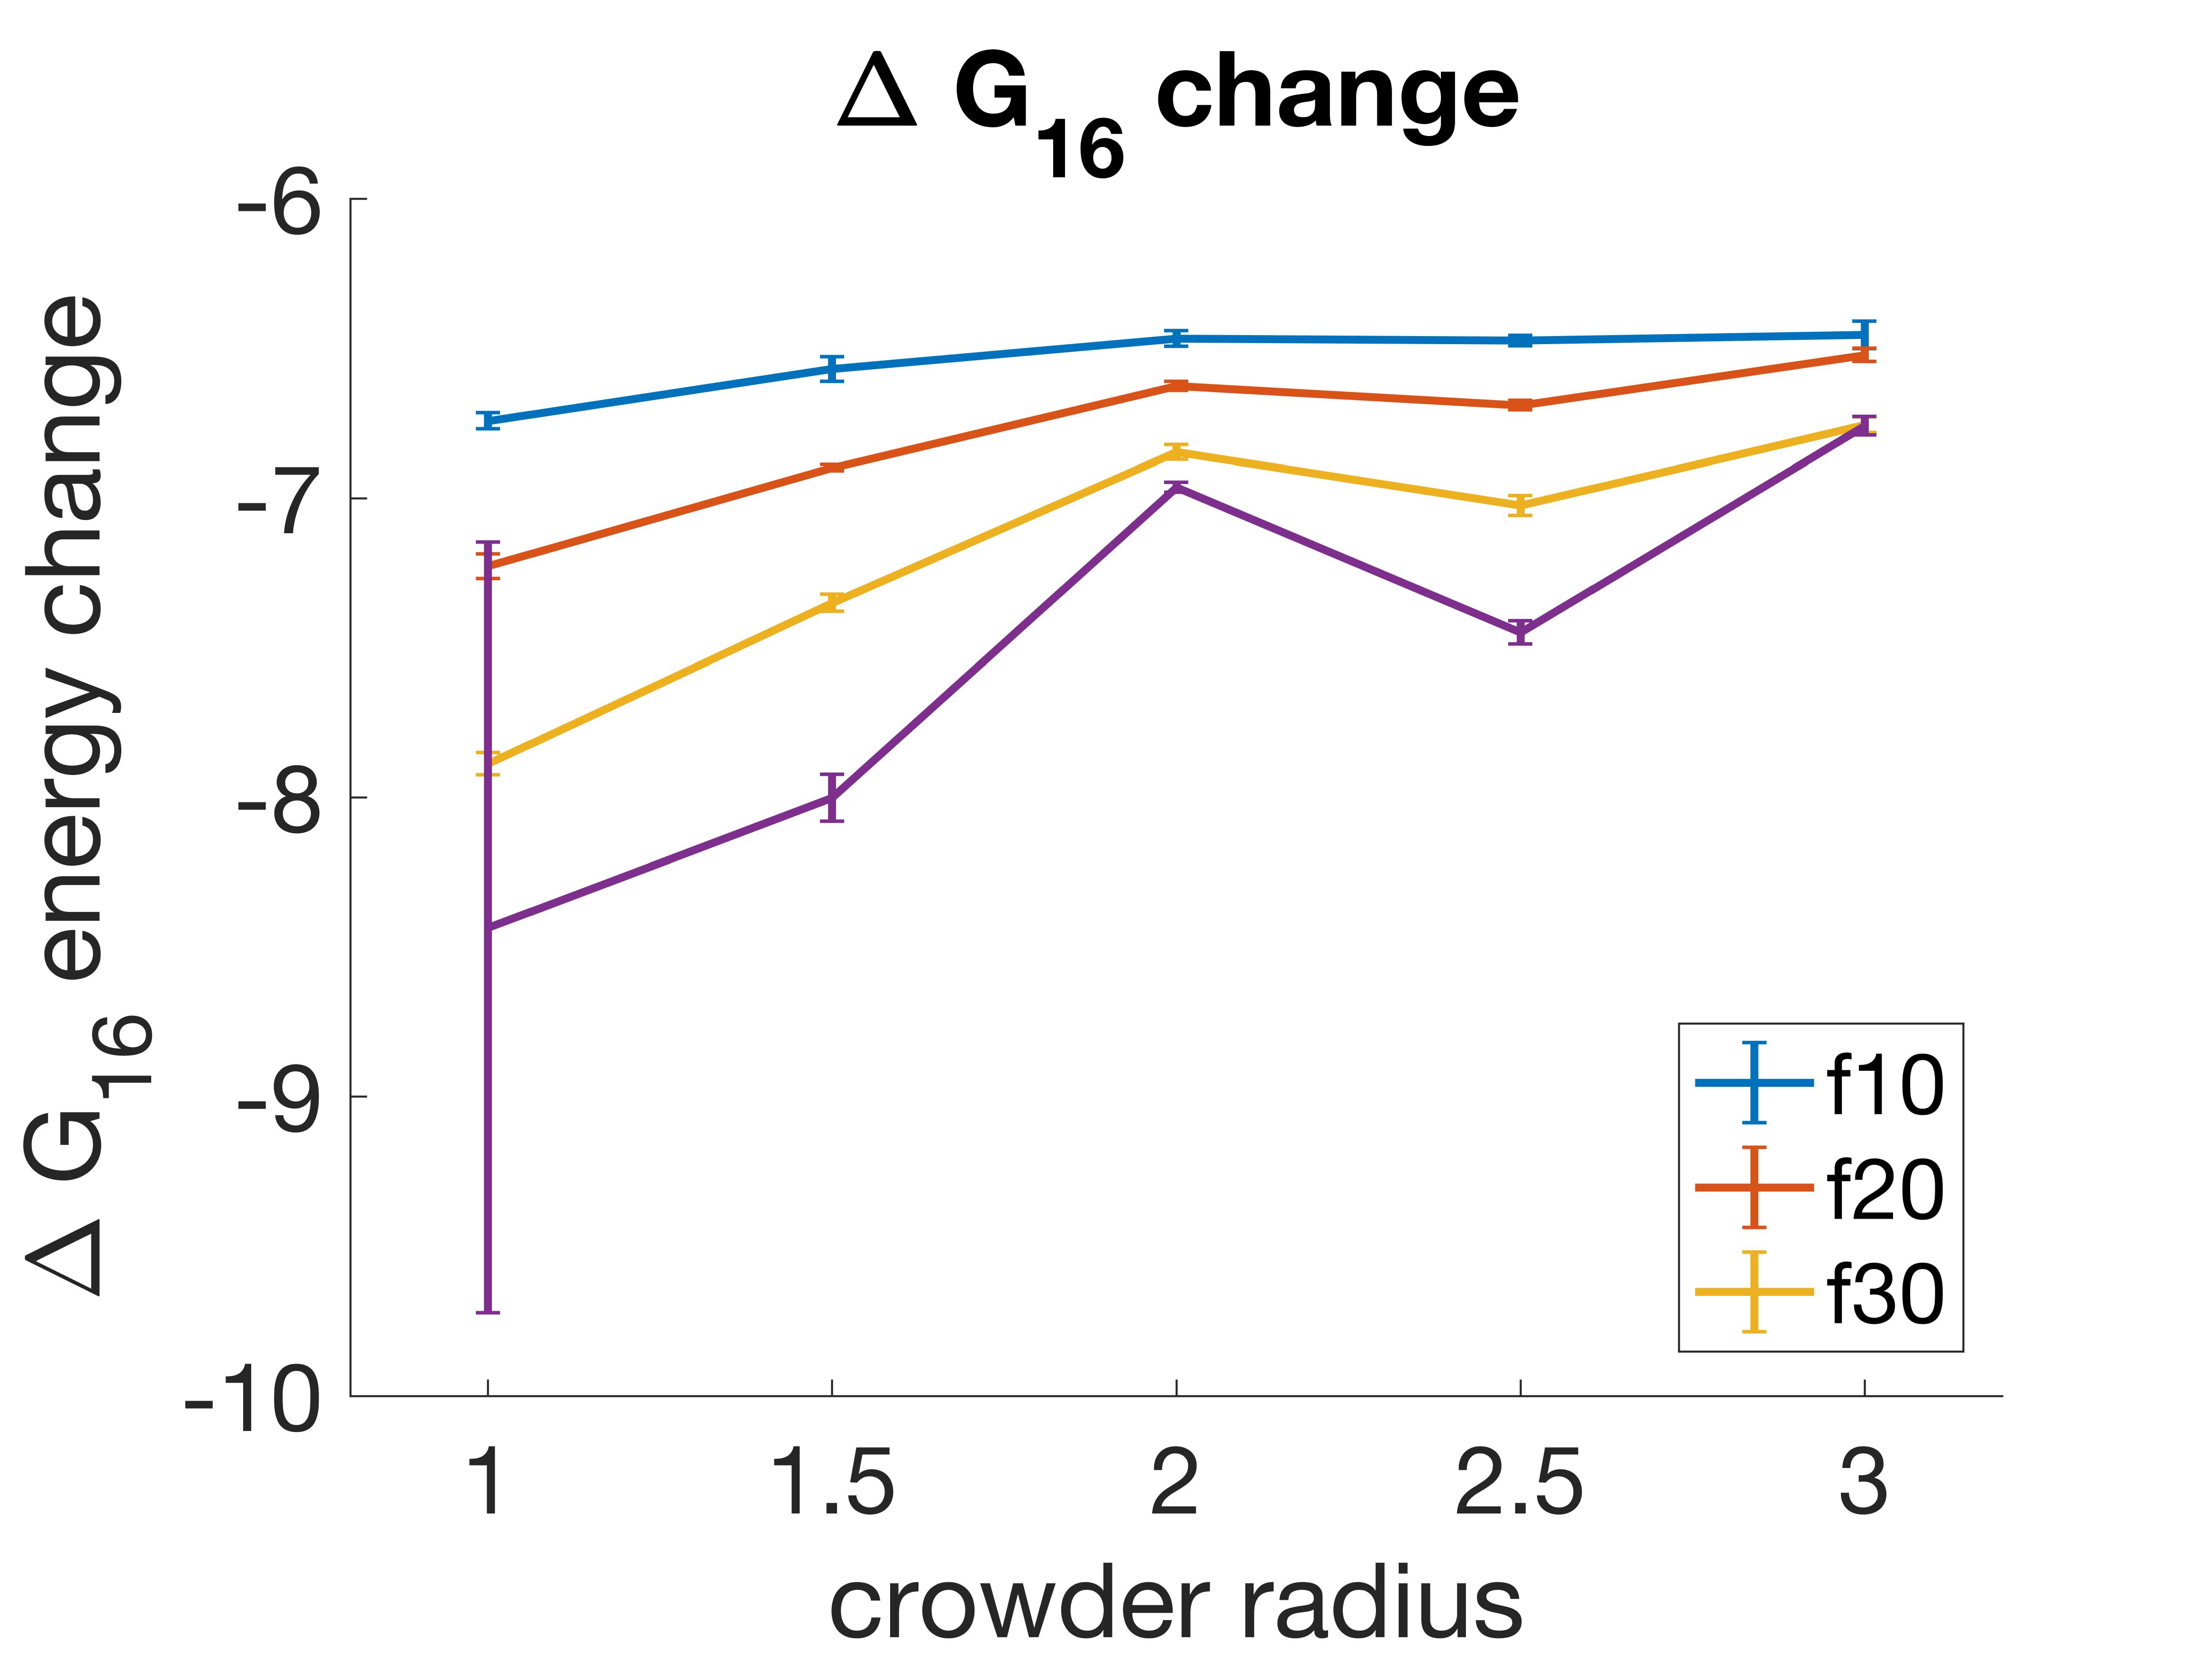 Δ G16 change
Δ G16 energy change
-6
-7
-8
-9
-10
1 1.5 2 2.5 3
crowder radius
f10
f20
f30